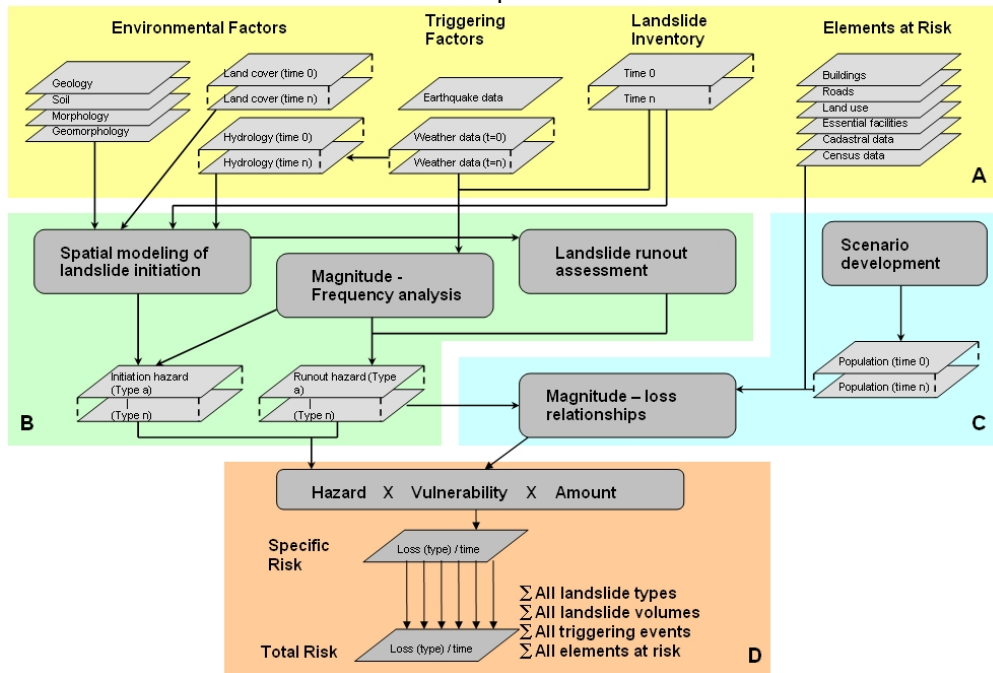 Environmental Factors
Triggering
Factors
Landslide
Inventory
Elements at Risk
Geology
Soil
Morphology
Geomorphology
Land cover (time 0)
Land cover (time n)
Hydrology (time 0)
Hydrology (time n)
Earthquake data
Weather data (t=0)
Weather data (t=n)
Time 0
Time n
Buildings
Roads
Land use
Essential facilities
Cadastral data
Census data
A
Spatial modeling of
landslide initiation
Magnitude -
Frequency analysis
Landslide runout
assessment
Scenario
development
Initiation hazard
(Type a)
|
(Type n)
Runout hazard (Type
a)
|
(Type n)
B
Magnitude – loss
relationships
Population (time 0)
Population (time n)
C
Hazard X Vulnerability X Amount
Specific
Risk
Loss (type) / time
∑ All landslide types
∑ All landslide volumes
∑ All triggering events
∑ All elements at risk
Total Risk
Loss (type) / time
D